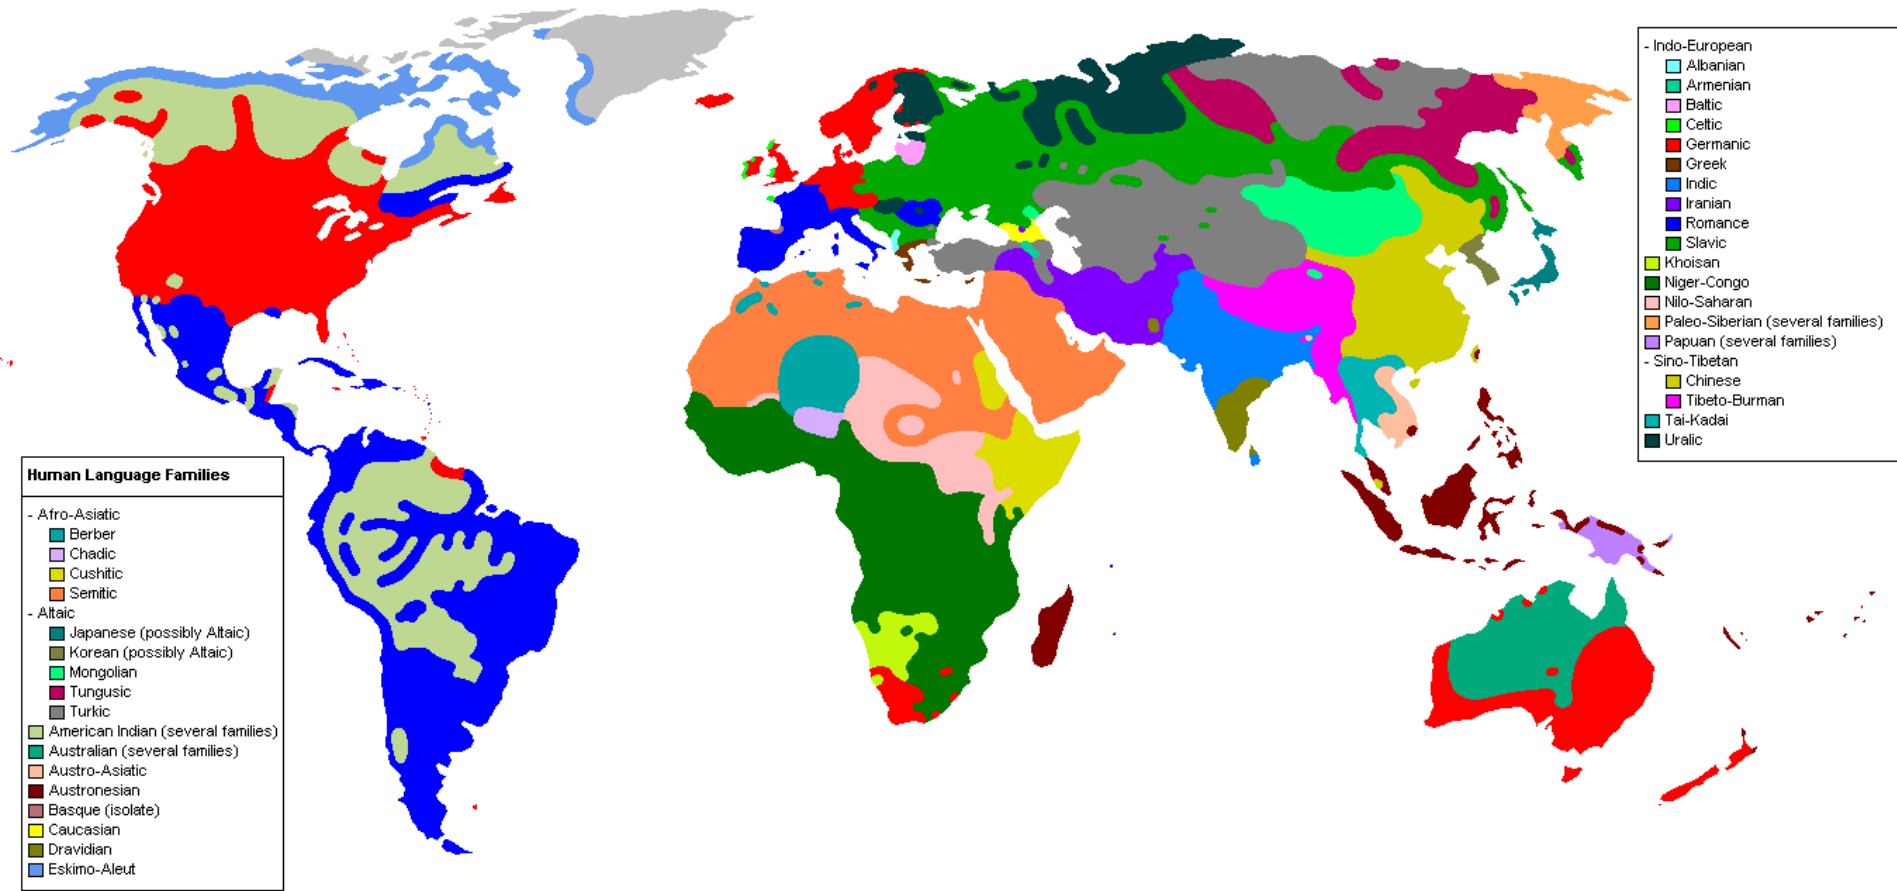 Human Language Families
- Afro-Asiatic
Berber
Chadic
Cushitic
Semitic
- Altaic
Japanese (possibly Altaic)
Korean (possibly Altaic)
Mongolian
Tungusic
Turkic
American Indian (several families)
Australian (several families)
Austro-Asiatic
Austronesian
Basque (isolate)
Caucasian
Dravidian
Eskimo-Aleut
- Indo-European
Albanian
Armenian
Baltic
Celtic
Germanic
Greek
Indic
Iranian
Romance
Slavic
Khoisan
Niger-Congo
Nilo-Saharan
Paleo-Siberian (several families)
Papuan (several families)
- Sino-Tibetan
Chinese
Tibeto-Burman
Tai-Kadai
Uralic